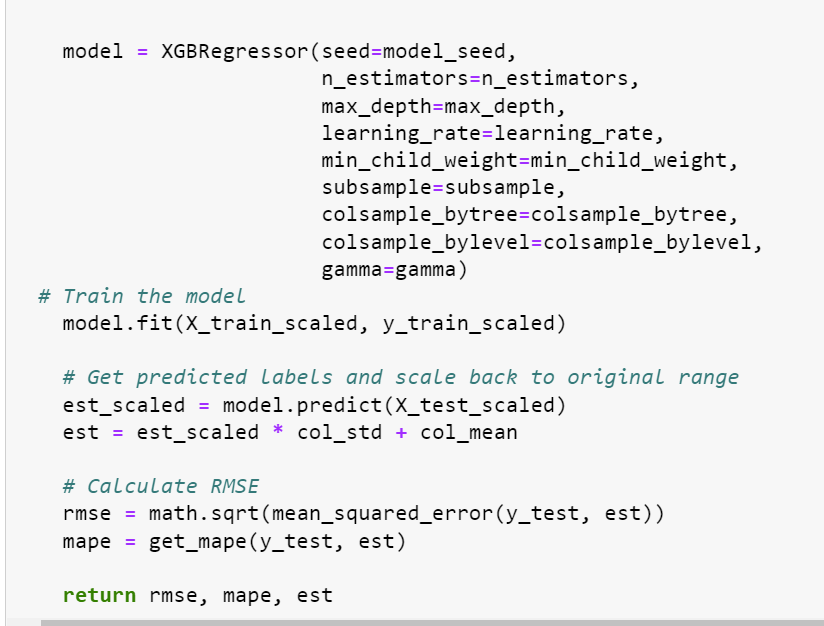 model = XGBRegressor(seed=model_seed,
n_estimators=n_estimators,
max_depth=max_depth,
learning_rate=learning_rate,
min_child_weight=min_child_weight,
subsample=subsample,
colsample_bytree=colsample_bytree,
colsample_bylevel=colsample_bylevel,
gamma=gamma)
# Train the model
model.fit(X_train_scaled, y_train_scaled)
# Get predicted labels and scale back to original range
est_scaled = model.predict(X_test_scaled)
est = est_scaled * col_std + col_mean
# Calculate RMSE
rmse = math.sqrt(mean_squared_error(y_test, est))
mape = get_mape(y_test, est)
return rmse, mape, est